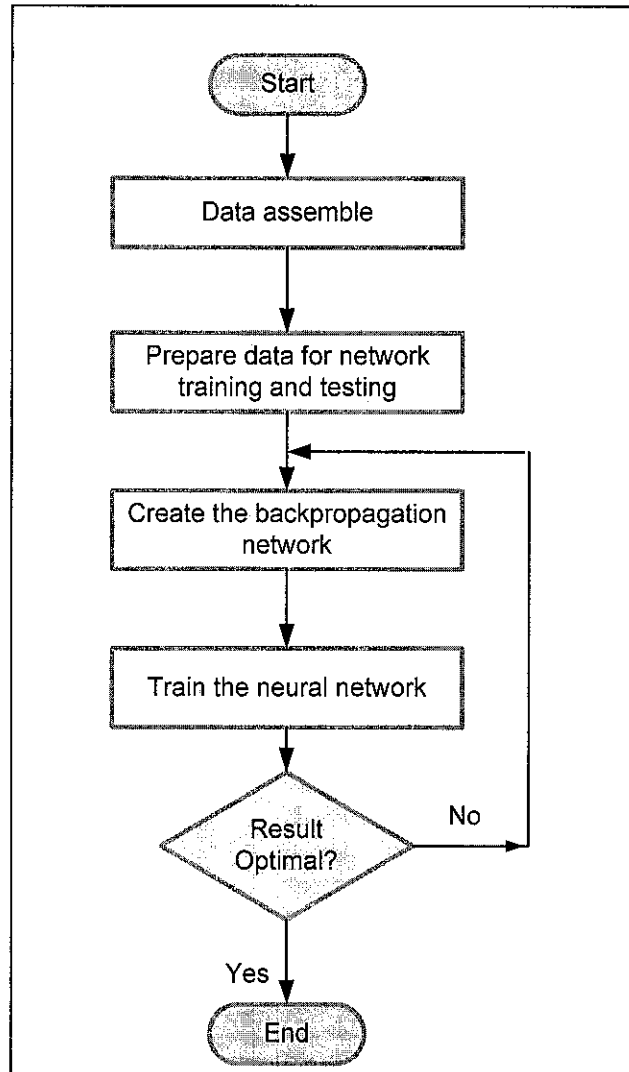 Start
Data assemble
Prepare data for network
training and testing
Create the backpropagation
network
Train the neural network
Result
Optimal?
No
Yes
End